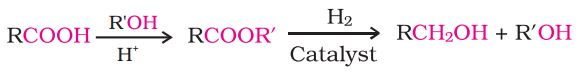 RCOOH R'OH H⁺ RCOOR′ H₂ Catalyst RCH₂OH + R′OH